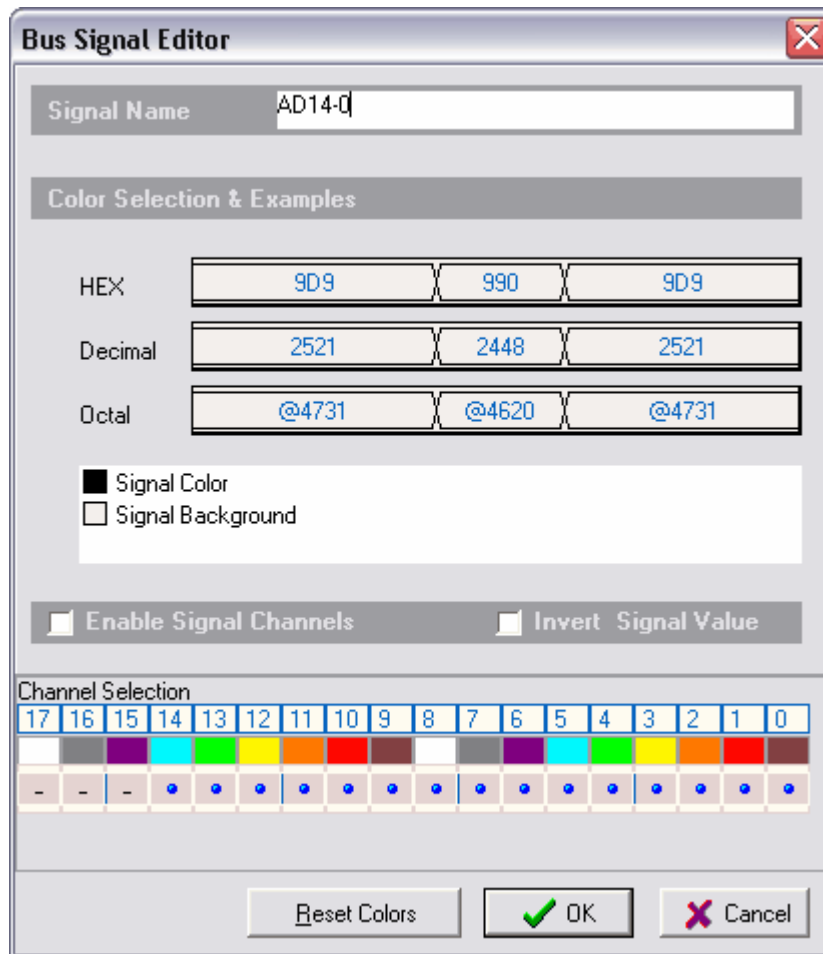 Bus Signal Editor
Signal Name AD14-0
Color Selection & Examples
HEX 9D9 990 9D9
Decimal 2521 2448 2521
Octal @4731 @4620 @4731
Signal Color
Signal Background
Enable Signal Channels Invert Signal Value
Channel Selection
17 16 15 14 13 12 11 10 9 8 7 6 5 4 3 2 1 0
- - -
Reset Colors OK Cancel